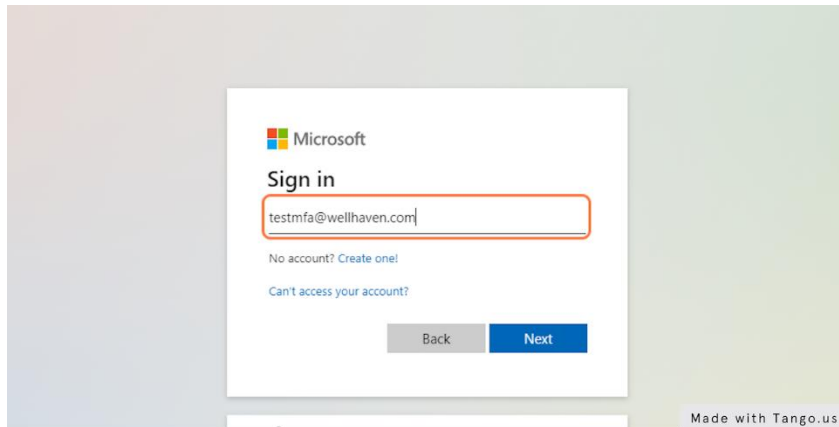 Microsoft
Sign in
testmfa@wellhaven.com
No account? Create one!
Can't access your account?
Back Next
Made with Tango.us